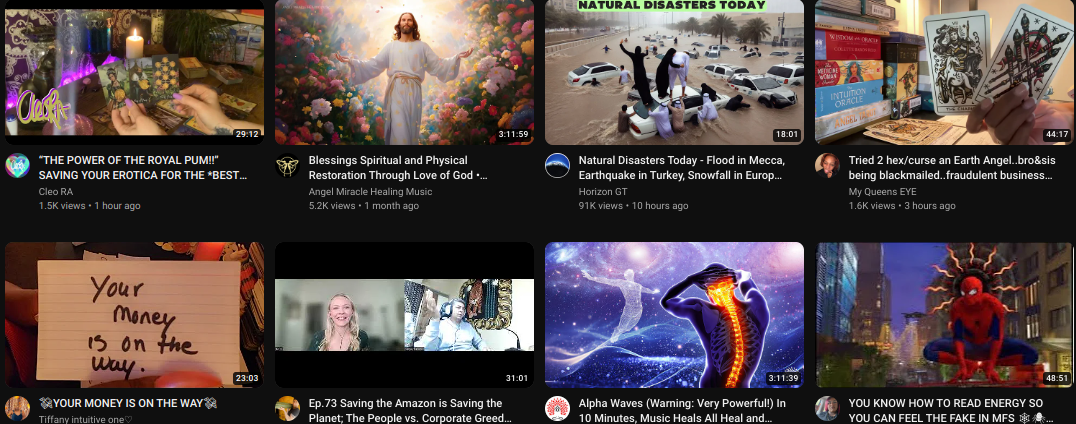 NATURAL DISASTERS TODAY
Cleo RA
29:12
3:11:59
18:01
WISDOM of the ORACLE
INTUITION
ORACLE
44:17
"THE POWER OF THE ROYAL PUM!!"
SAVING YOUR EROTICA FOR THE *BEST...
Cleo RA
1.5K views • 1 hour ago
Blessings Spiritual and Physical
Restoration Through Love of God •...
Angel Miracle Healing Music
5.2K views • 1 month ago
Natural Disasters Today - Flood in Mecca,
Earthquake in Turkey, Snowfall in Europ...
Horizon GT
91K views • 10 hours ago
Tried 2 hex/curse an Earth Angel..bro&sis
being blackmailed..fraudulent business...
My Queens EYE
1.6K views • 3 hours ago
Your
Money
is on the
way.
23:03
31:01
3:11:39
48:51
💸YOUR MONEY IS ON THE WAY💸
Tiffany intuitive one♡
Ep.73 Saving the Amazon is Saving the
Planet; The People vs. Corporate Greed...
Alpha Waves (Warning: Very Powerful!) In
10 Minutes, Music Heals All Heal and...
YOU KNOW HOW TO READ ENERGY SO
YOU CAN FEEL THE FAKE IN MFS 🕸️🕷️...